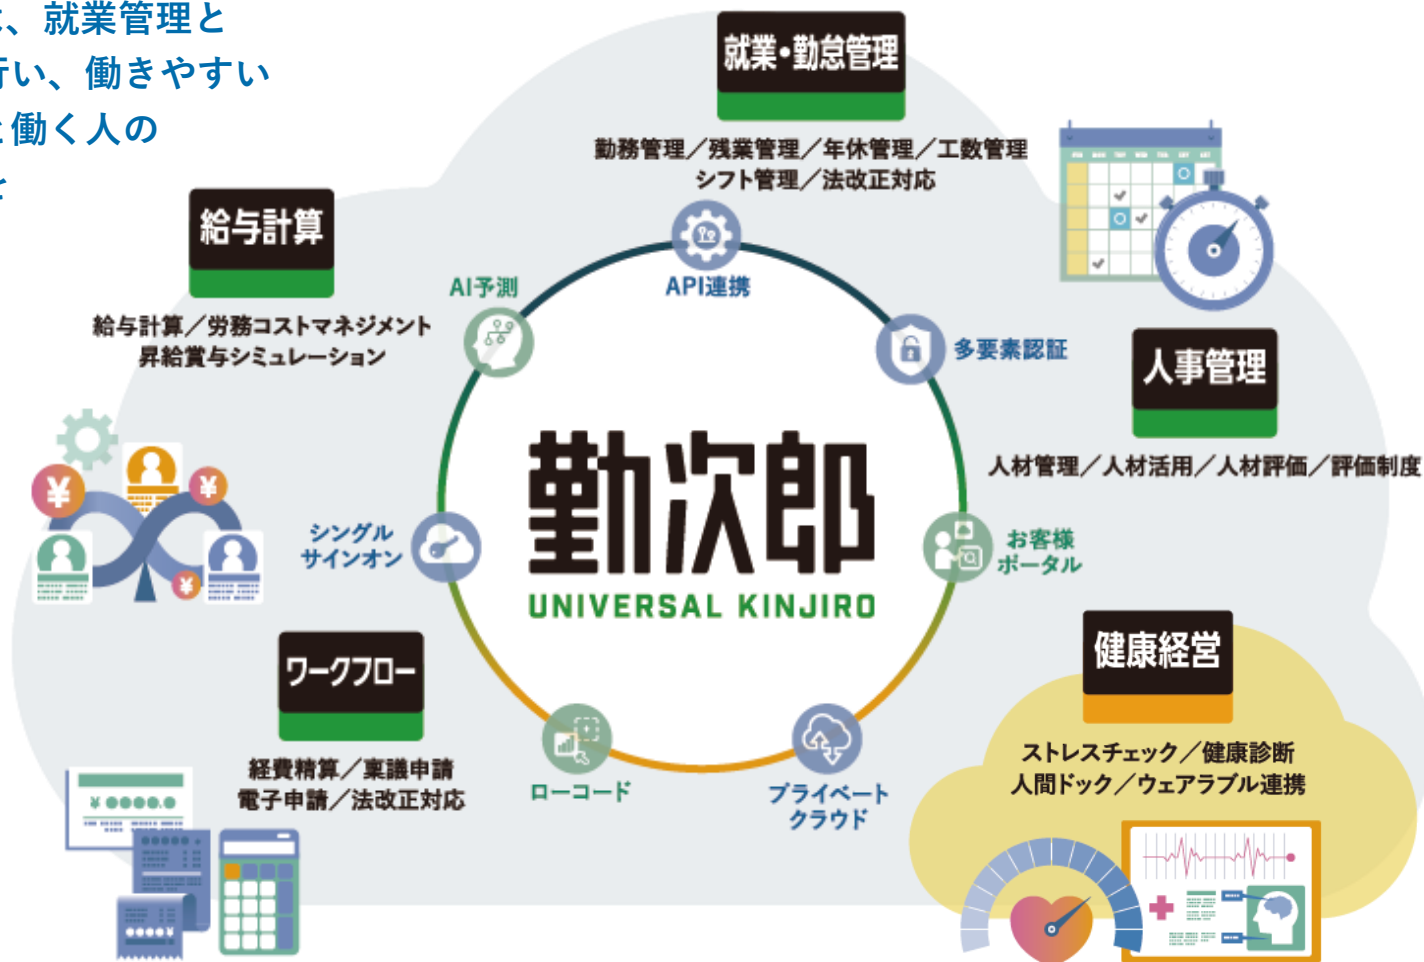 、就業管理と
行い、働きやすい
と働く人の
就業・勤怠管理
勤務管理／残業管理／年休管理／工数管理
シフト管理／法改正対応
給与計算
給与計算／労務コストマネジメント
昇給賞与シミュレーション
AI予測
API連携
多要素認証
人事管理
人材管理／人材活用／人材評価／評価制度
勤次郎
UNIVERSAL KINJIRO
シングル
サインオン
お客様
ポータル
ワークフロー
経費精算／稟議申請
電子申請／法改正対応
ローコード
プライベート
クラウド
健康経営
ストレスチェック／健康診断
人間ドック／ウェアラブル連携
SUN MON TUE WED THU FRI SAT